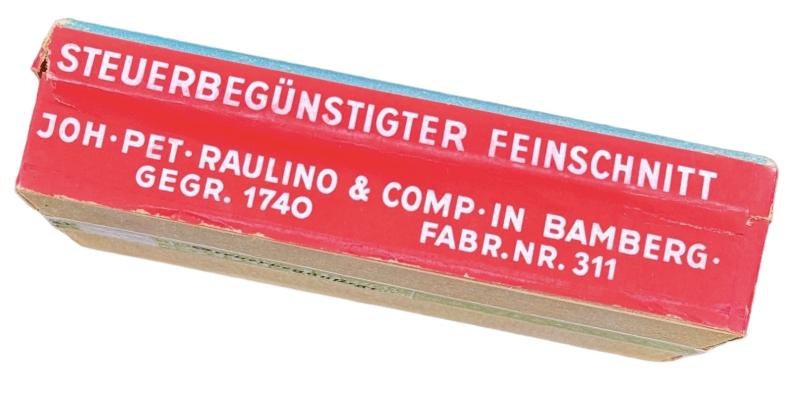 STEUERBEGÜNSTIGTER FEINSCHNITT
JOH·PET·RAULINO & COMP·IN BAMBERG·
GEGR. 1740 FABR.NR. 311